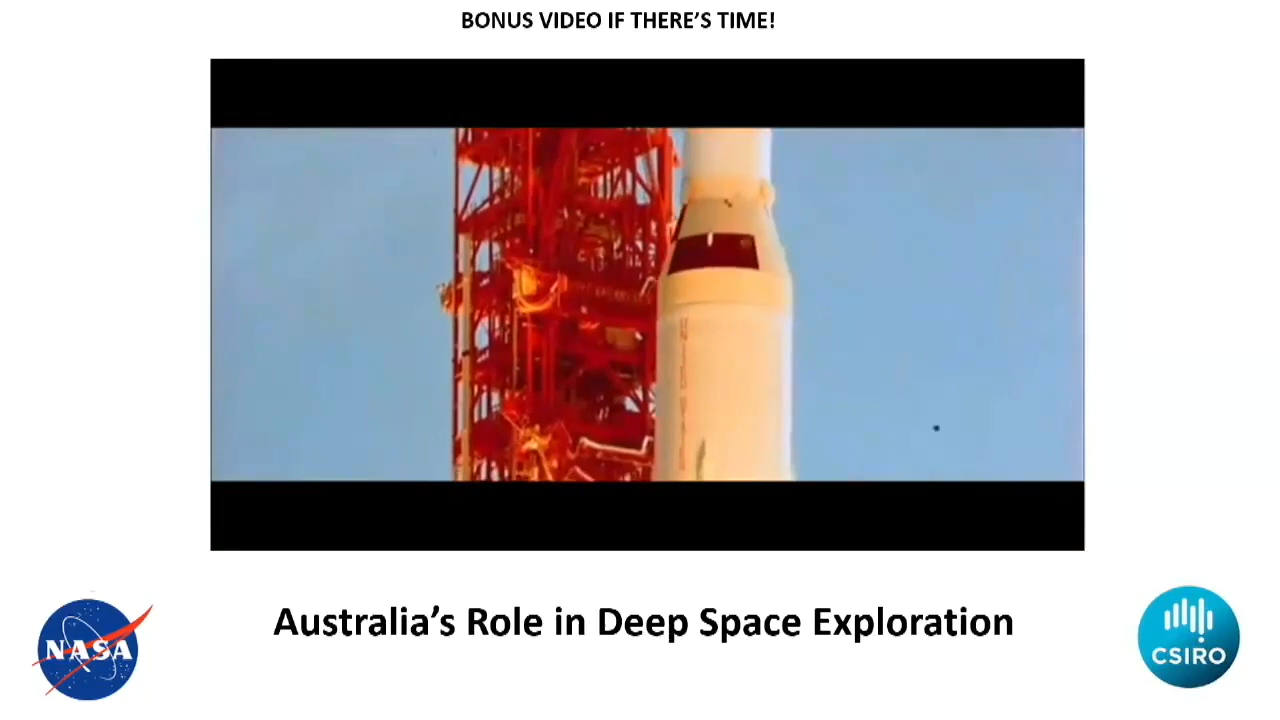 BONUS VIDEO IF THERE'S TIME!
Australia's Role in Deep Space Exploration
NASA
CSIRO